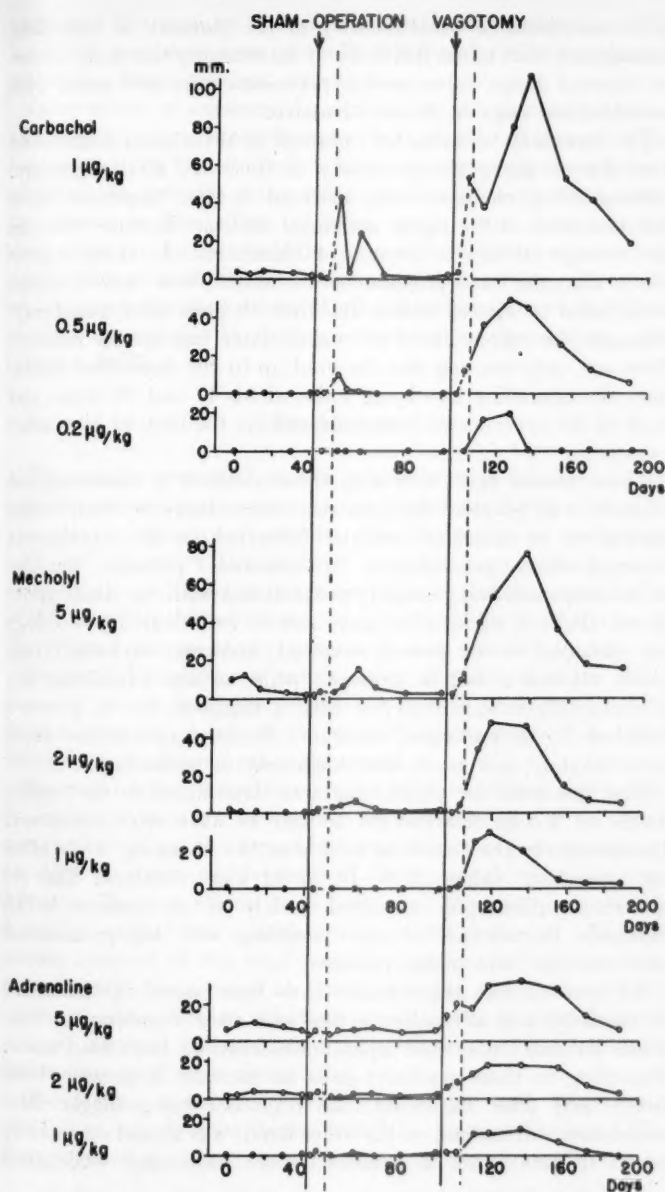 SHAM-OPERATION VAGOTOMY
mm.
100
Carbachol 80
1 µg/kg 60
40
20
0
0.5 µg/kg 40
20
0
0.2 µg/kg 20
0
0 40 80 120 160 200
Days
80
Mecholyl 60
5 µg/kg 40
20
0
2 µg/kg 40
20
0
1 µg/kg 20
0
0 40 80 120 160 200
Days
Adrenaline
5 µg/kg 20
0
2 µg/kg 20
0
1 µg/kg 20
0
0 40 80 120 160 200
Days